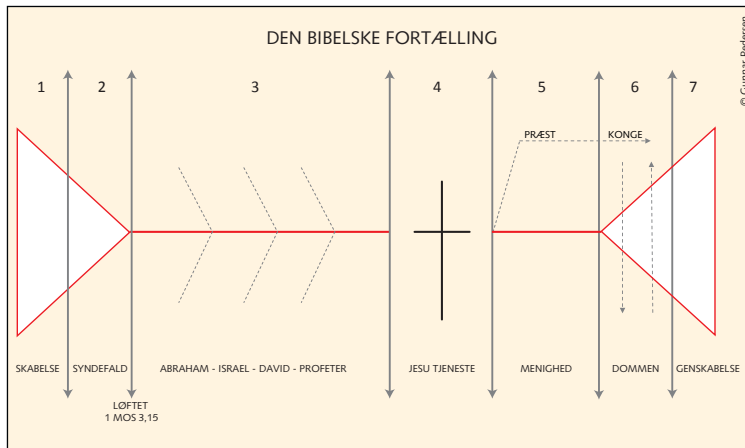 DEN BIBELSKE FORTÆLLING
© Gunnar Pedersen
1 2 3 4 5 6 7
PRÆST KONGE
SKABELSE SYNDEFALD ABRAHAM - ISRAEL - DAVID - PROFETER JESU TJENESTE MENIGHED DOMMEN GENSKABELSE
LØFTET
1 MOS 3,15